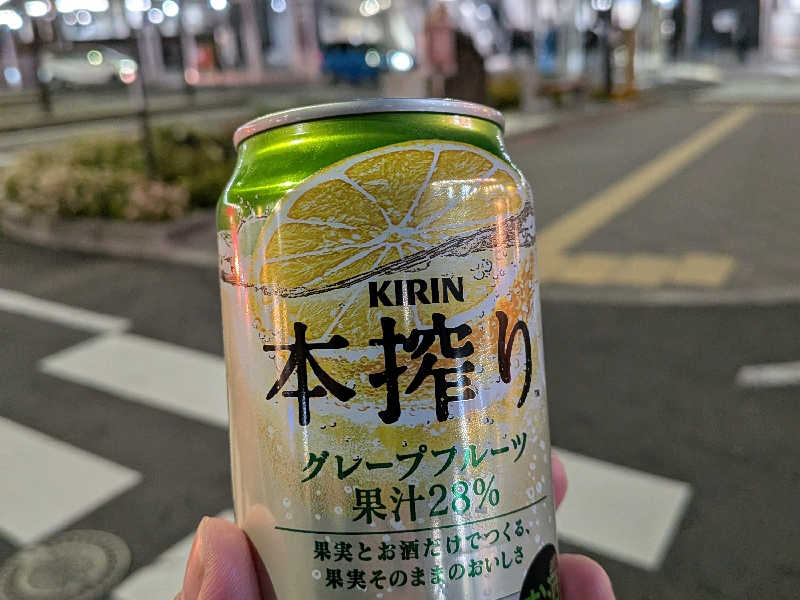 KIRIN
本搾り
グレープフルーツ
果汁28%
果実とお酒だけでつくる、
果実そのままのおいしさ